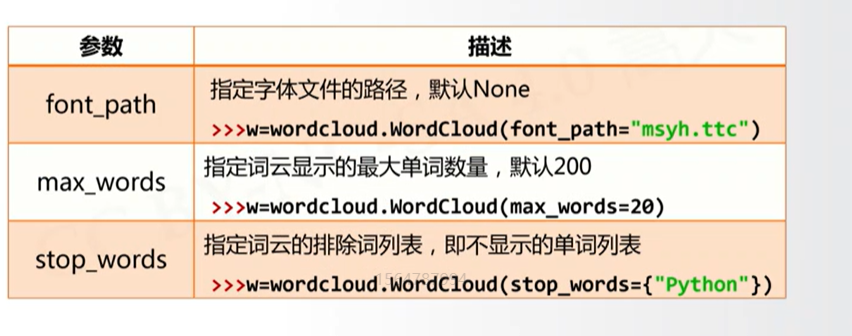 参数 描述
font_path
指定字体文件的路径，默认None
>>>w=wordcloud.WordCloud(font_path="msyh.ttc")
max_words
指定词云显示的最大单词数量，默认200
>>>w=wordcloud.WordCloud(max_words=20)
stop_words
指定词云的排除词列表，即不显示的单词列表
>>>w=wordcloud.WordCloud(stop_words={"Python"})